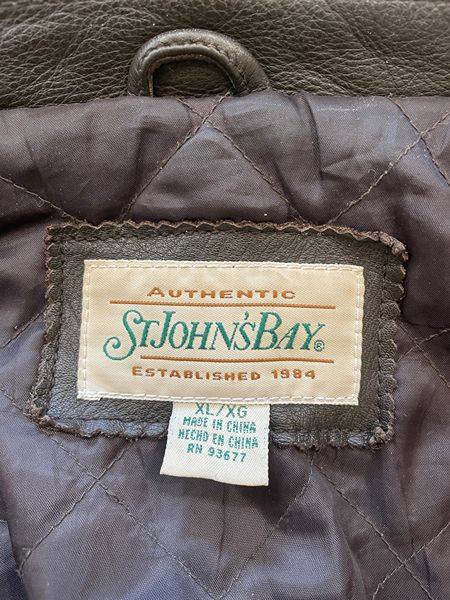 AUTHENTIC
ST. JOHN'S BAY®
ESTABLISHED 1984
XL/XG
MADE IN CHINA
HECHO EN CHINA
RN 93677